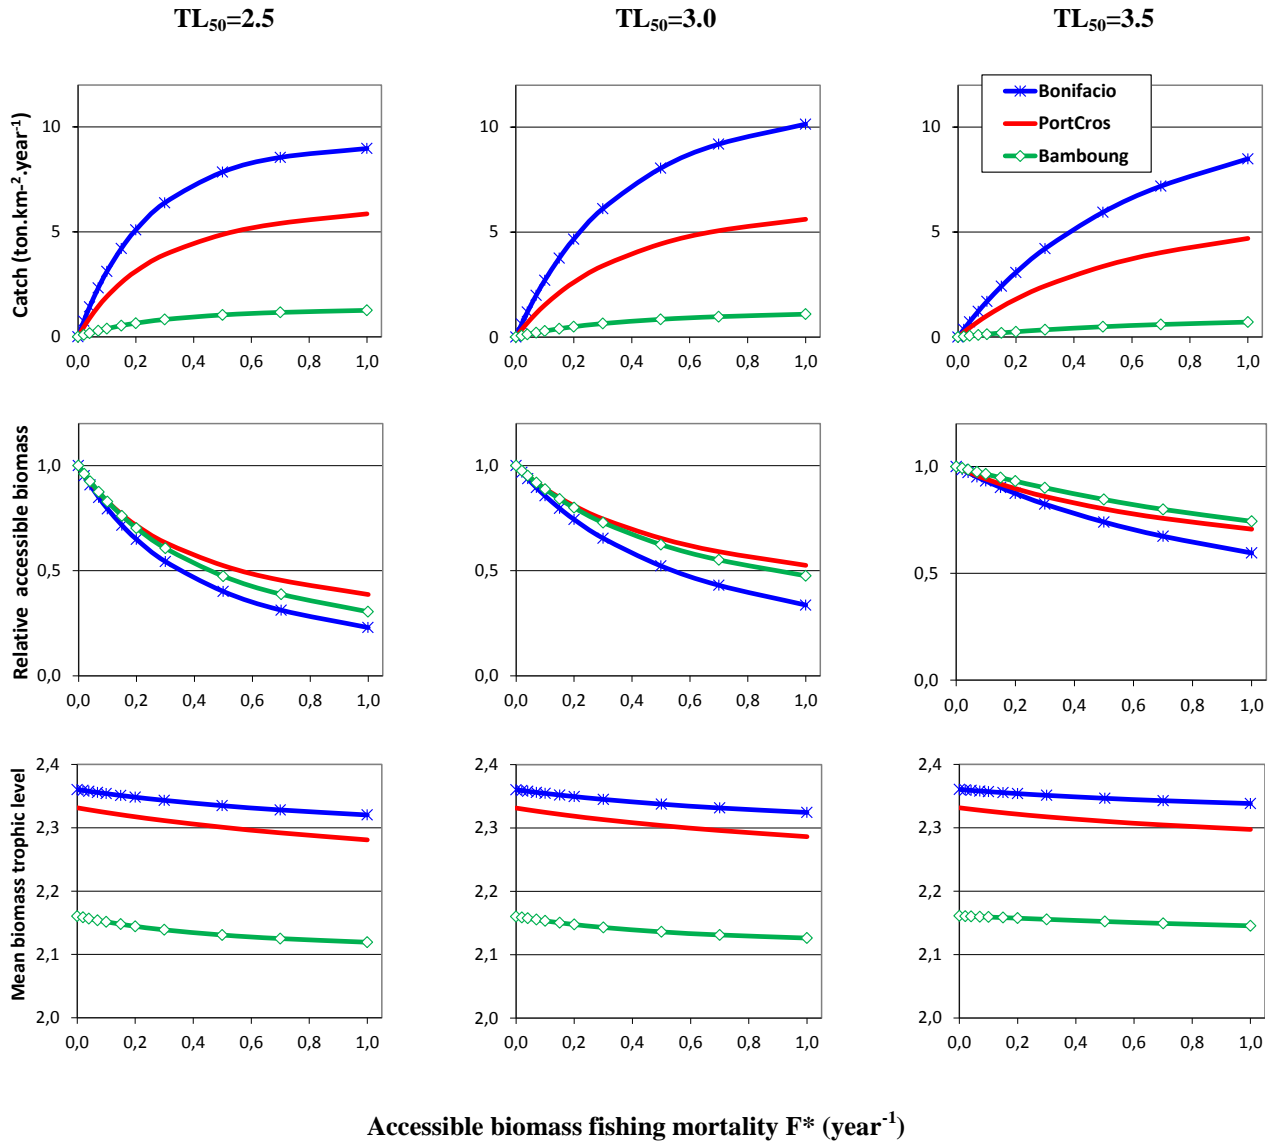 TL50=2.5
TL50=3.0
TL50=3.5
Catch (ton.km-2.year-1)
10
5
0
0,0 0,2 0,4 0,6 0,8 1,0
10
5
0
0,0 0,2 0,4 0,6 0,8 1,0
10
5
0
0,0 0,2 0,4 0,6 0,8 1,0
Bonifacio
PortCros
Bamboung
Relative accessible biomass
1,0
0,5
0,0
0,0 0,2 0,4 0,6 0,8 1,0
1,0
0,5
0,0
0,0 0,2 0,4 0,6 0,8 1,0
1,0
0,5
0,0
0,0 0,2 0,4 0,6 0,8 1,0
Mean biomass trophic level
2,4
2,3
2,2
2,1
2,0
0,0 0,2 0,4 0,6 0,8 1,0
2,4
2,3
2,2
2,1
2,0
0,0 0,2 0,4 0,6 0,8 1,0
2,4
2,3
2,2
2,1
2,0
0,0 0,2 0,4 0,6 0,8 1,0
Accessible biomass fishing mortality F* (year-1)